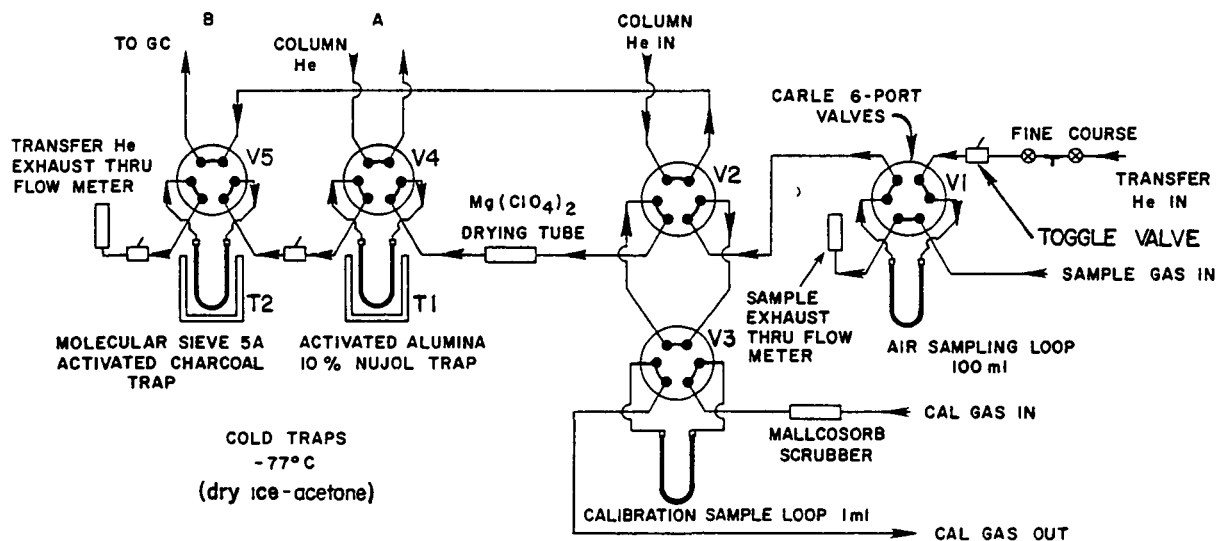 B
A
TO GC
COLUMN
He
COLUMN
He IN
CARLE 6-PORT
VALVES
FINE COURSE
TRANSFER He
EXHAUST THRU
FLOW METER
V5
V4
V2
V1
TRANSFER
He IN
Mg(ClO4)2
DRYING TUBE
TOGGLE VALVE
SAMPLE GAS IN
T2
T1
SAMPLE
EXHAUST
THRU FLOW
METER
V3
MOLECULAR SIEVE 5A
ACTIVATED CHARCOAL
TRAP
ACTIVATED ALUMINA
10% NUJOL TRAP
AIR SAMPLING LOOP
100 ml
CAL GAS IN
MALLCOSORB
SCRUBBER
COLD TRAPS
-77°C
(dry ice-acetone)
CALIBRATION SAMPLE LOOP 1ml
CAL GAS OUT